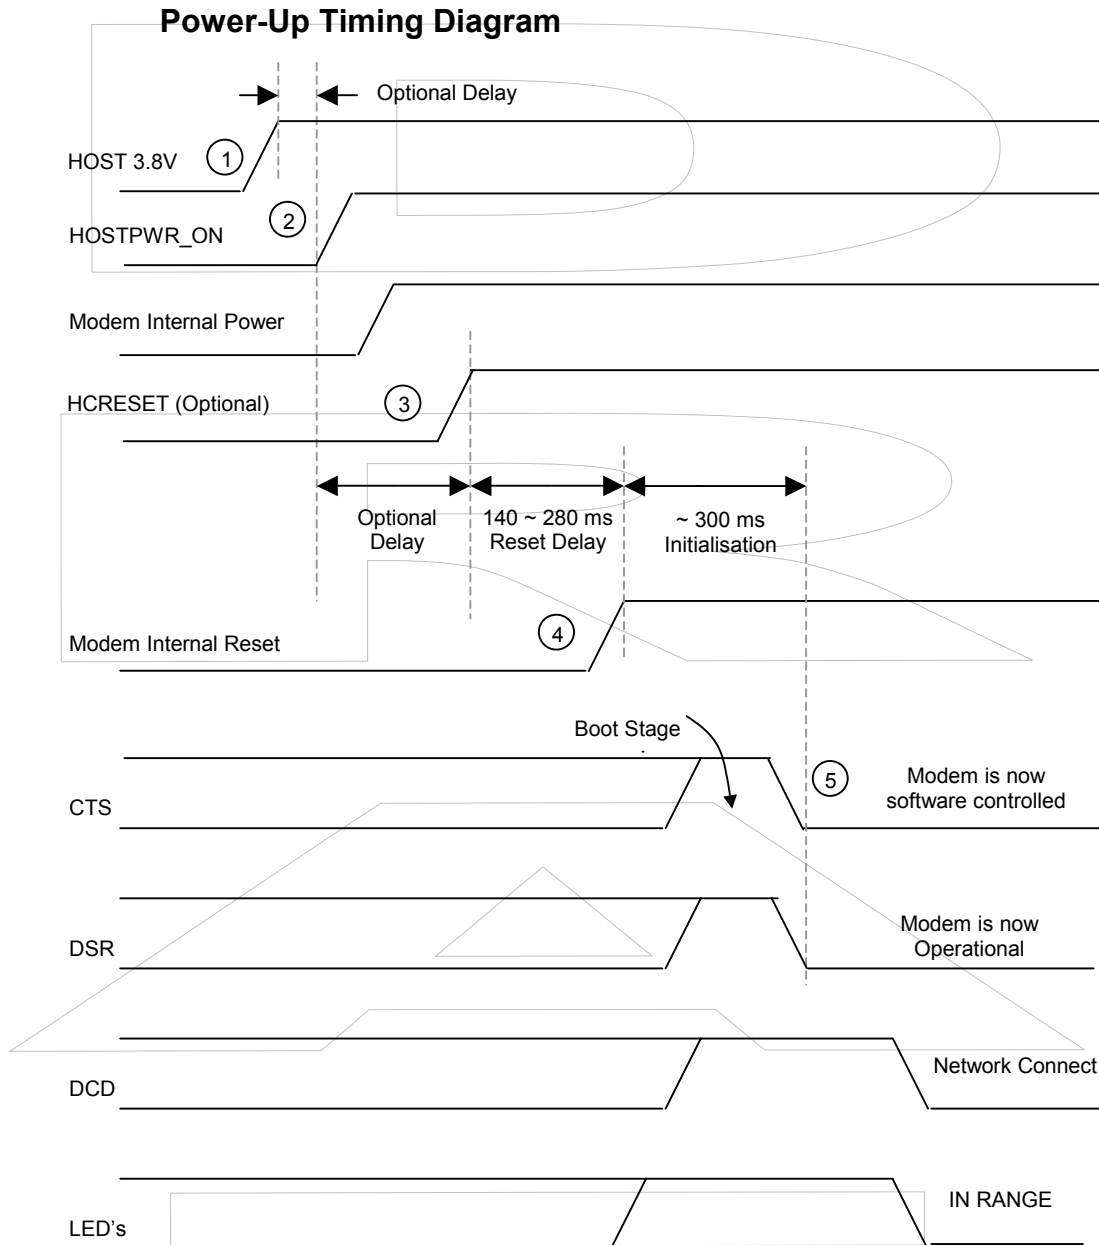 Power-Up Timing Diagram
Optional Delay
HOST 3.8V
1
2
HOSTPWR_ON
Modem Internal Power
HCRESET (Optional)
3
Optional
Delay
140 ~ 280 ms
Reset Delay
~ 300 ms
Initialisation
4
Modem Internal Reset
Boot Stage
5
Modem is now
software controlled
CTS
Modem is now
Operational
DSR
Network Connect
DCD
IN RANGE
LED's
DRA